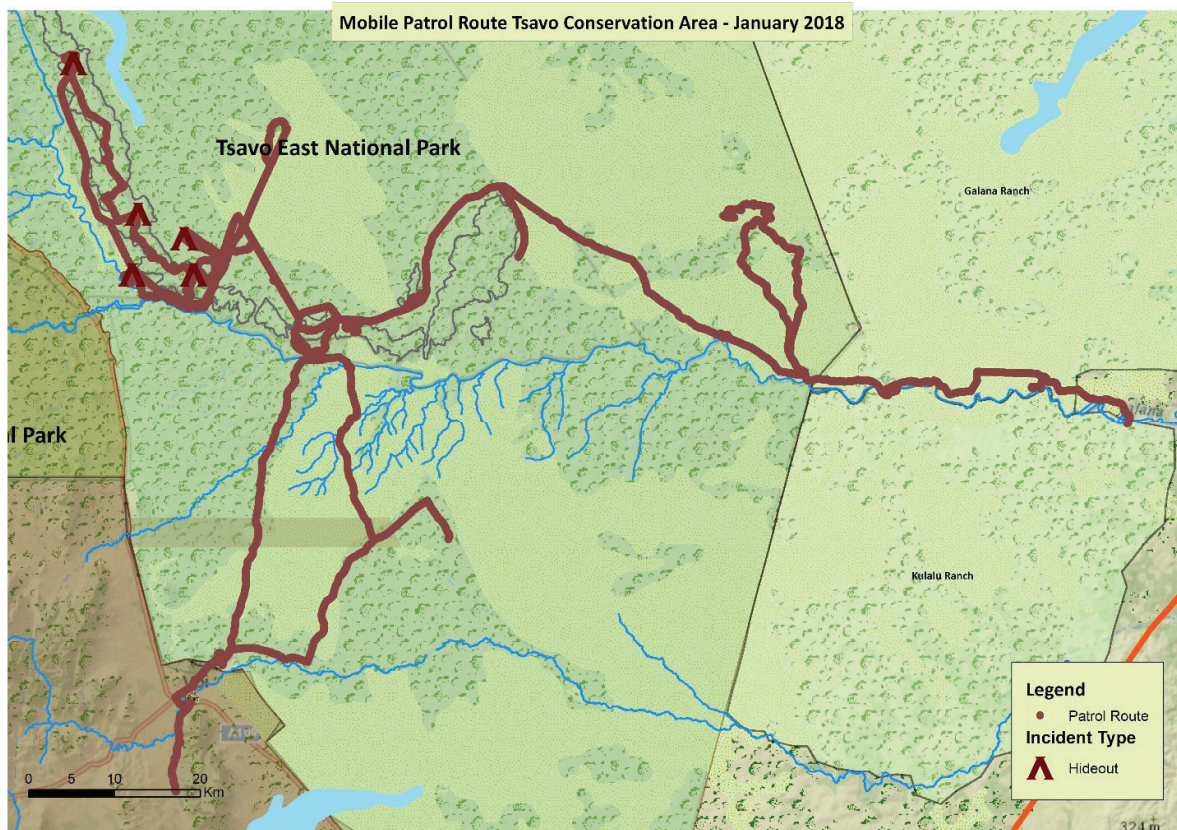 Mobile Patrol Route Tsavo Conservation Area - January 2018
Tsavo East National Park
Galana Ranch
al Park
Kulalu Ranch
Legend
Patrol Route
Incident Type
Hideout
0 5 10 20
Km
324 m